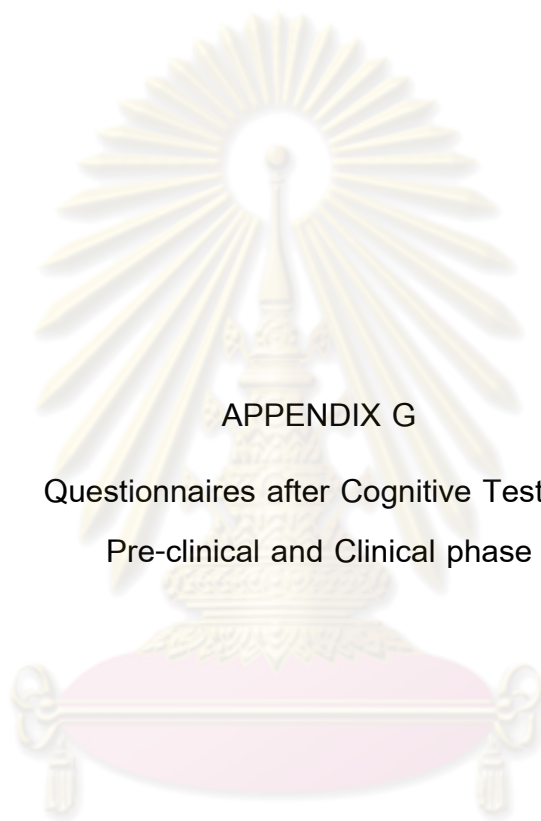 APPENDIX G
Questionnaires after Cognitive Test
Pre-clinical and Clinical phase